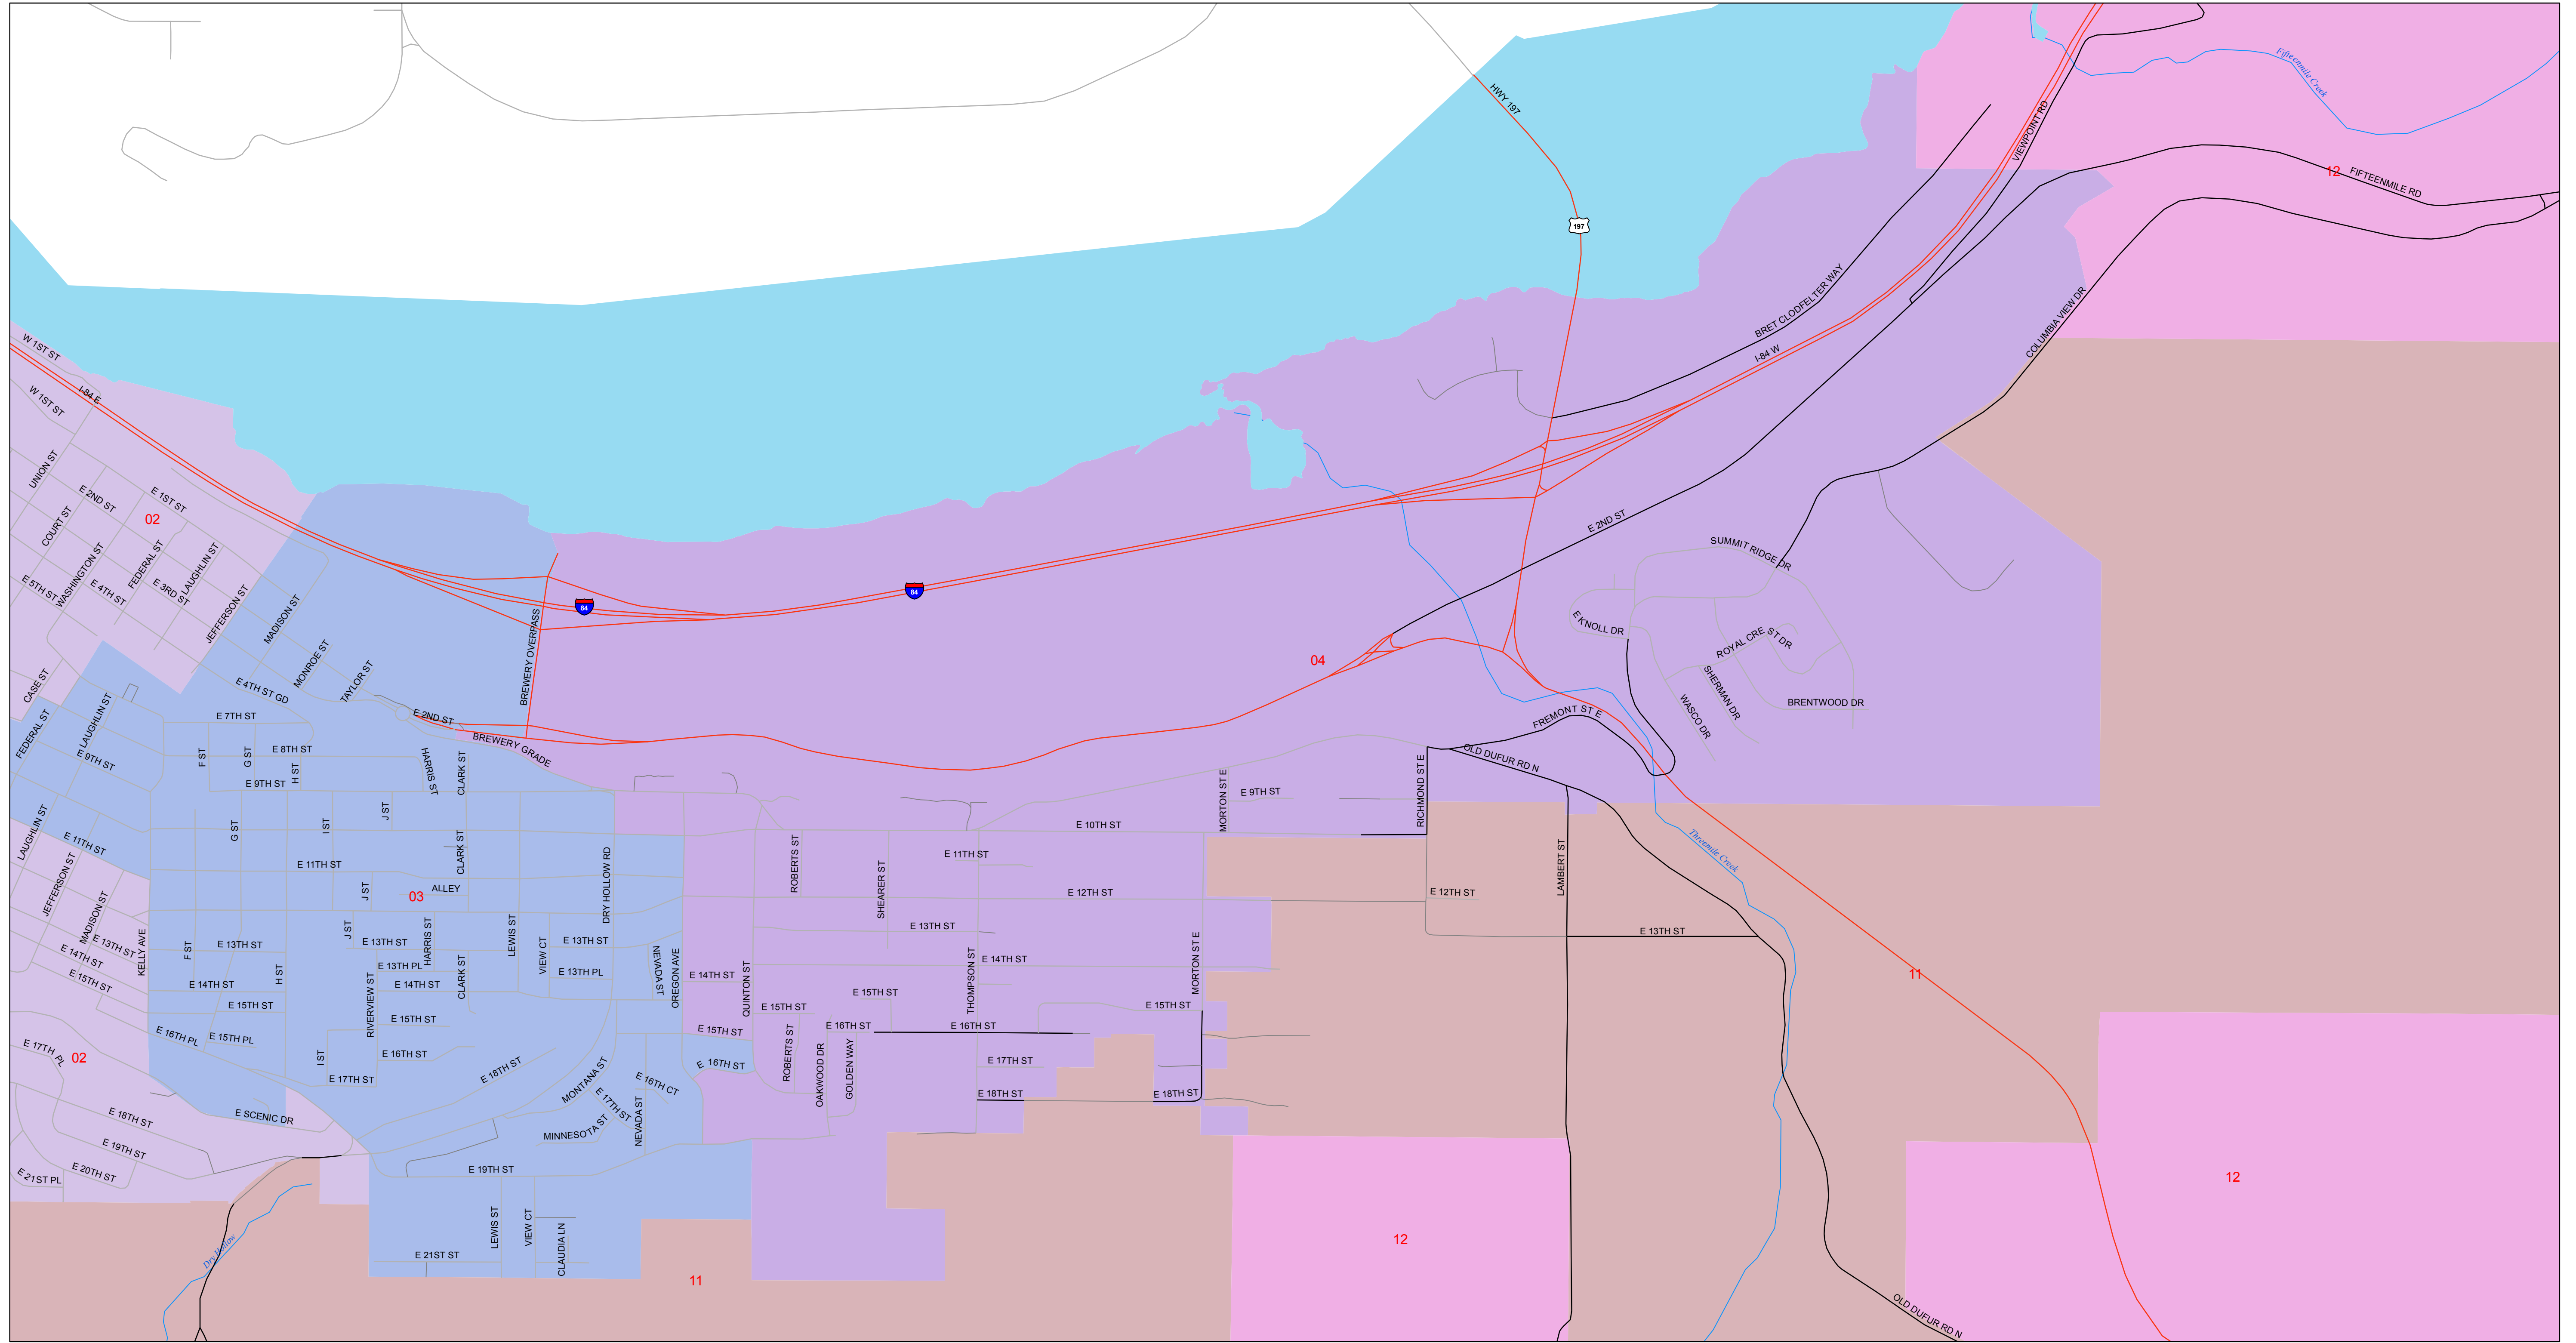 Fifteenmile Creek
HWY 197
VIEWPOINT RD
12
FIFTEENMILE RD
197
BRET CLODFELTER WAY
I-84 W
COLUMBIA VIEW DR
W 1ST ST
I-84 E
W 1ST ST
UNION ST
E 2ND ST
E 1ST ST
02
COURT ST
WASHINGTON ST
FEDERAL ST
LAUGHLIN ST
E 5TH ST
E 4TH ST
E 3RD ST
JEFFERSON ST
MADISON ST
84
84
E 2ND ST
SUMMIT RIDGE DR
E KNOLL DR
ROYAL CREST DR
SHERMAN DR
WASCO DR
BRENTWOOD DR
04
BREWERY OVERPASS
MONROE ST
TAYLOR ST
CASE ST
E 4TH ST GD
E 2ND ST
BREWERY GRADE
FREMONT ST E
OLD DUFUR RD N
FEDERAL ST
LAUGHLIN ST
E 7TH ST
E 8TH ST
E 9TH ST
F ST
G ST
H ST
E 9TH ST
HARRIS ST
CLARK ST
MORTON ST E
E 9TH ST
RICHMOND ST E
LAUGHLIN ST
E 11TH ST
G ST
I ST
J ST
CLARK ST
E 10TH ST
E 11TH ST
E 11TH ST
ROBERTS ST
SHEARER ST
DRY HOLLOW RD
LAMBERT ST
Threemile Creek
JEFFERSON ST
MADISON ST
J ST
ALLEY
03
E 12TH ST
E 12TH ST
E 13TH ST
E 14TH ST
E 15TH ST
KELLY AVE
F ST
E 13TH ST
J ST
E 13TH ST
HARRIS ST
LEWIS ST
VIEW CT
E 13TH ST
E 13TH ST
E 13TH ST
H ST
E 13TH PL
E 13TH PL
NEVADA ST
OREGON AVE
E 14TH ST
E 14TH ST
E 14TH ST
E 14TH ST
CLARK ST
RIVERVIEW ST
QUINTON ST
THOMPSON ST
MORTON ST E
11
E 15TH ST
E 15TH ST
E 15TH ST
E 15TH ST
E 15TH ST
E 15TH ST
E 16TH PL
E 15TH PL
E 16TH ST
E 16TH ST
E 17TH PL
02
I ST
E 16TH ST
E 17TH ST
E 18TH ST
MONTANA ST
E 16TH CT
E 16TH ST
ROBERTS ST
OAKWOOD DR
GOLDEN WAY
E 17TH ST
E 18TH ST
E 18TH ST
E 17TH ST
NEVADA ST
MINNESOTA ST
E 18TH ST
E SCENIC DR
E 19TH ST
E 20TH ST
E 21ST PL
E 19TH ST
12
12
Dry Hollow
LEWIS ST
VIEW CT
CLAUDIA LN
E 21ST ST
11
OLD DUFUR RD N